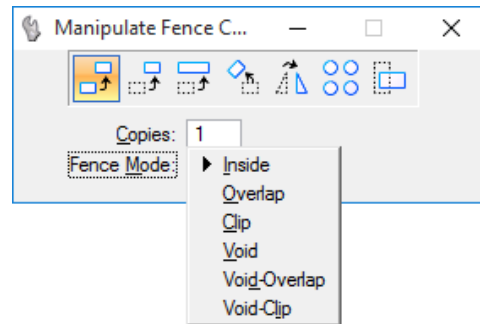 Manipulate Fence C...
Copies: 1
Fence Mode:
Inside
Overlap
Clip
Void
Void-Overlap
Void-Clip